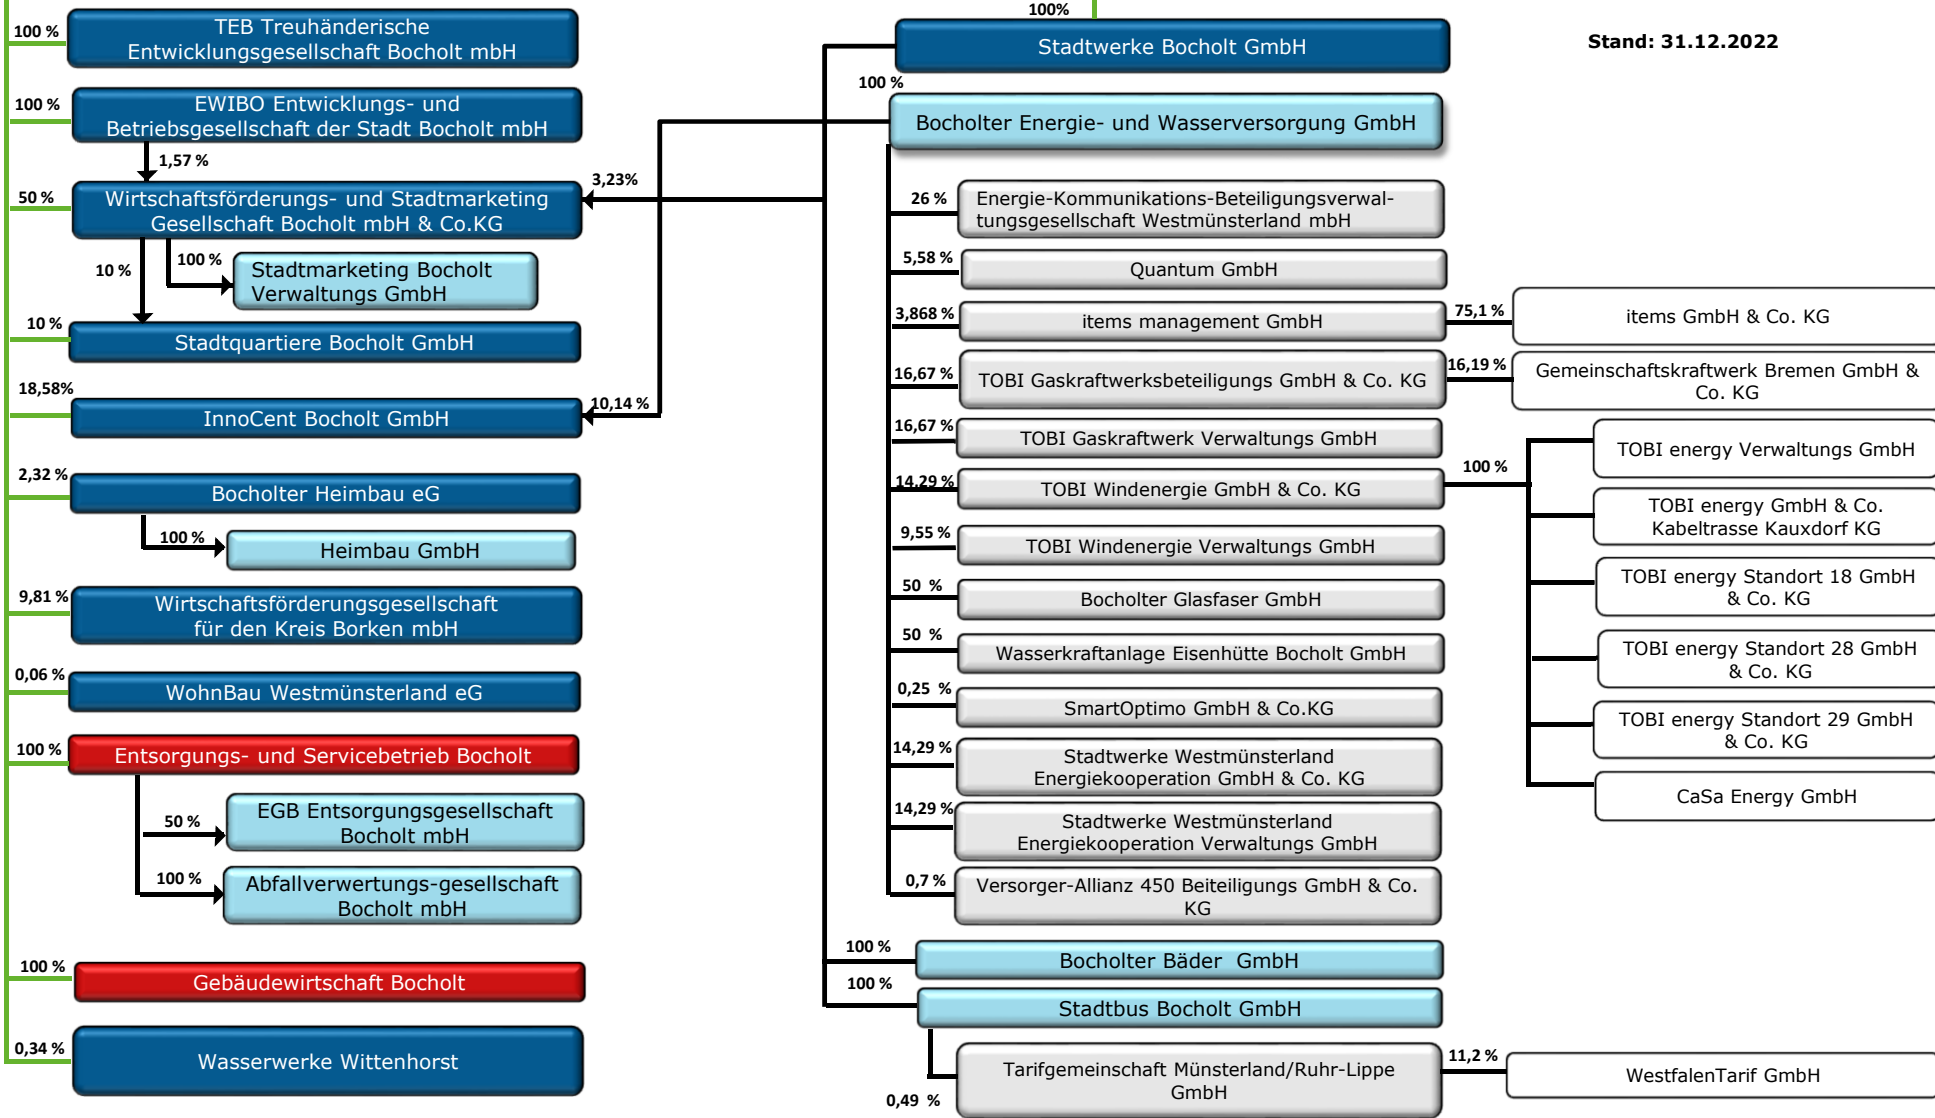 100 %
TEB Treuhänderische
Entwicklungsgesellschaft Bocholt mbH
100 %
EWIBO Entwicklungs- und
Betriebsgesellschaft der Stadt Bocholt mbH
1,57 %
50 %
Wirtschaftsförderungs- und Stadtmarketing
Gesellschaft Bocholt mbH & Co.KG
3,23%
10 %
100 %
Stadtmarketing Bocholt
Verwaltungs GmbH
10 %
Stadtquartiere Bocholt GmbH
18,58%
InnoCent Bocholt GmbH
10,14 %
2,32 %
Bocholter Heimbau eG
100 %
Heimbau GmbH
9,81 %
Wirtschaftsförderungsgesellschaft
für den Kreis Borken mbH
0,06 %
WohnBau Westmünsterland eG
100 %
Entsorgungs- und Servicebetrieb Bocholt
50 %
EGB Entsorgungsgesellschaft
Bocholt mbH
100 %
Abfallverwertungs-gesellschaft
Bocholt mbH
100 %
Gebäudewirtschaft Bocholt
0,34 %
Wasserwerke Wittenhorst
100%
Stadtwerke Bocholt GmbH
Stand: 31.12.2022
100 %
Bocholter Energie- und Wasserversorgung GmbH
26 %
Energie-Kommunikations-Beteiligungsverwal-
tungsgesellschaft Westmünsterland mbH
5,58 %
Quantum GmbH
3,868 %
items management GmbH
75,1 %
items GmbH & Co. KG
16,67 %
TOBI Gaskraftwerksbeteiligungs GmbH & Co. KG
16,19 %
Gemeinschaftskraftwerk Bremen GmbH &
Co. KG
16,67 %
TOBI Gaskraftwerk Verwaltungs GmbH
14,29 %
TOBI Windenergie GmbH & Co. KG
100 %
TOBI energy Verwaltungs GmbH
TOBI energy GmbH & Co.
Kabeltrasse Kauxdorf KG
TOBI energy Standort 18 GmbH
& Co. KG
TOBI energy Standort 28 GmbH
& Co. KG
TOBI energy Standort 29 GmbH
& Co. KG
CaSa Energy GmbH
9,55 %
TOBI Windenergie Verwaltungs GmbH
50 %
Bocholter Glasfaser GmbH
50 %
Wasserkraftanlage Eisenhütte Bocholt GmbH
0,25 %
SmartOptimo GmbH & Co.KG
14,29 %
Stadtwerke Westmünsterland
Energiekooperation GmbH & Co. KG
14,29 %
Stadtwerke Westmünsterland
Energiekooperation Verwaltungs GmbH
0,7 %
Versorger-Allianz 450 Beiteiligungs GmbH & Co.
KG
100 %
Bocholter Bäder GmbH
100 %
Stadtbus Bocholt GmbH
0,49 %
Tarifgemeinschaft Münsterland/Ruhr-Lippe
GmbH
11,2 %
WestfalenTarif GmbH